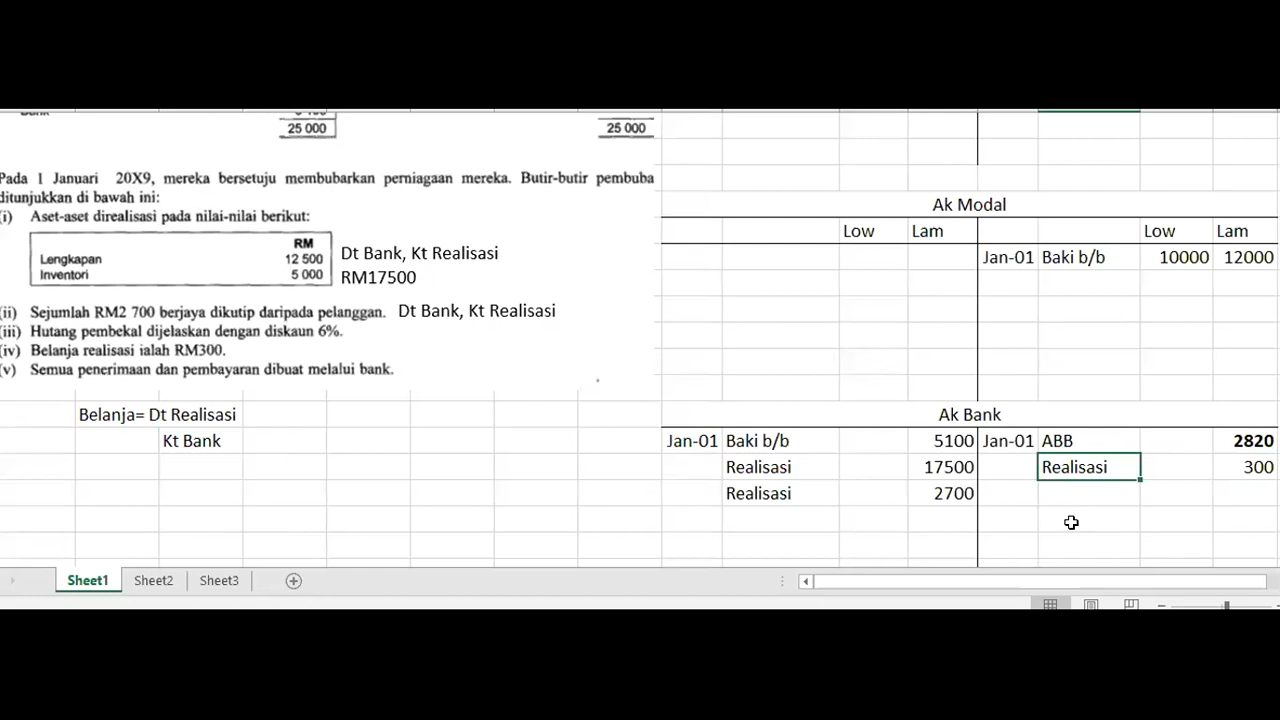 25 000 25 000
Pada 1 Januari 20X9, mereka bersetuju membubarkan perniagaan mereka. Butir-butir pembuba
ditunjukkan di bawah ini:
(i) Aset-aset direalisasi pada nilai-nilai berikut:
RM
Lengkapan 12 500
Inventori 5 000
Dt Bank, Kt Realisasi
RM17500
(ii) Sejumlah RM2 700 berjaya dikutip daripada pelanggan. Dt Bank, Kt Realisasi
(iii) Hutang pembekal dijelaskan dengan diskaun 6%.
(iv) Belanja realisasi ialah RM300.
(v) Semua penerimaan dan pembayaran dibuat melalui bank.
Belanja= Dt Realisasi
Kt Bank
Ak Modal
Low Lam Low Lam
Jan-01 Baki b/b 10000 12000
Ak Bank
Jan-01 Baki b/b 5100 Jan-01 ABB 2820
Realisasi 17500 Realisasi 300
Realisasi 2700
Sheet1 Sheet2 Sheet3